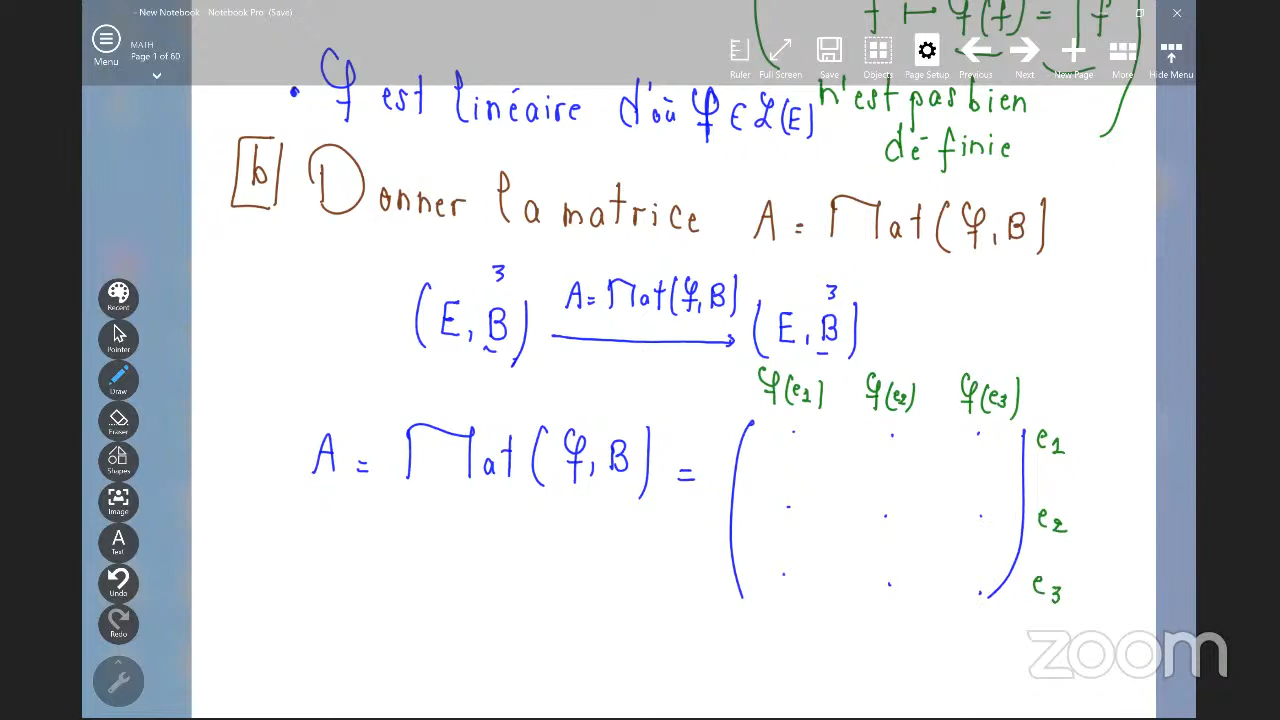 - New Notebook - Notebook Pro (Save)
Menu
MATH
Page 1 of 60
Ruler Full Screen Save Objects Page Setup Previous Next New Page More Hide Menu
f ↦ φ(f) = ∫f
• φ est linéaire d'où φ ∈ ℒ(E)
n'est pas bien
définie
b Donner la matrice A = Mat(φ, B)
(E, B) A = Mat(φ, B) → (E, B)
3 3
φ(e1) φ(e2) φ(e3)
A = Mat(φ, B) = ( . . . ) e1
. . . e2
. . . e3
Recent
Pointer
Draw
Eraser
Shapes
Image
Text
Undo
Redo
zoom